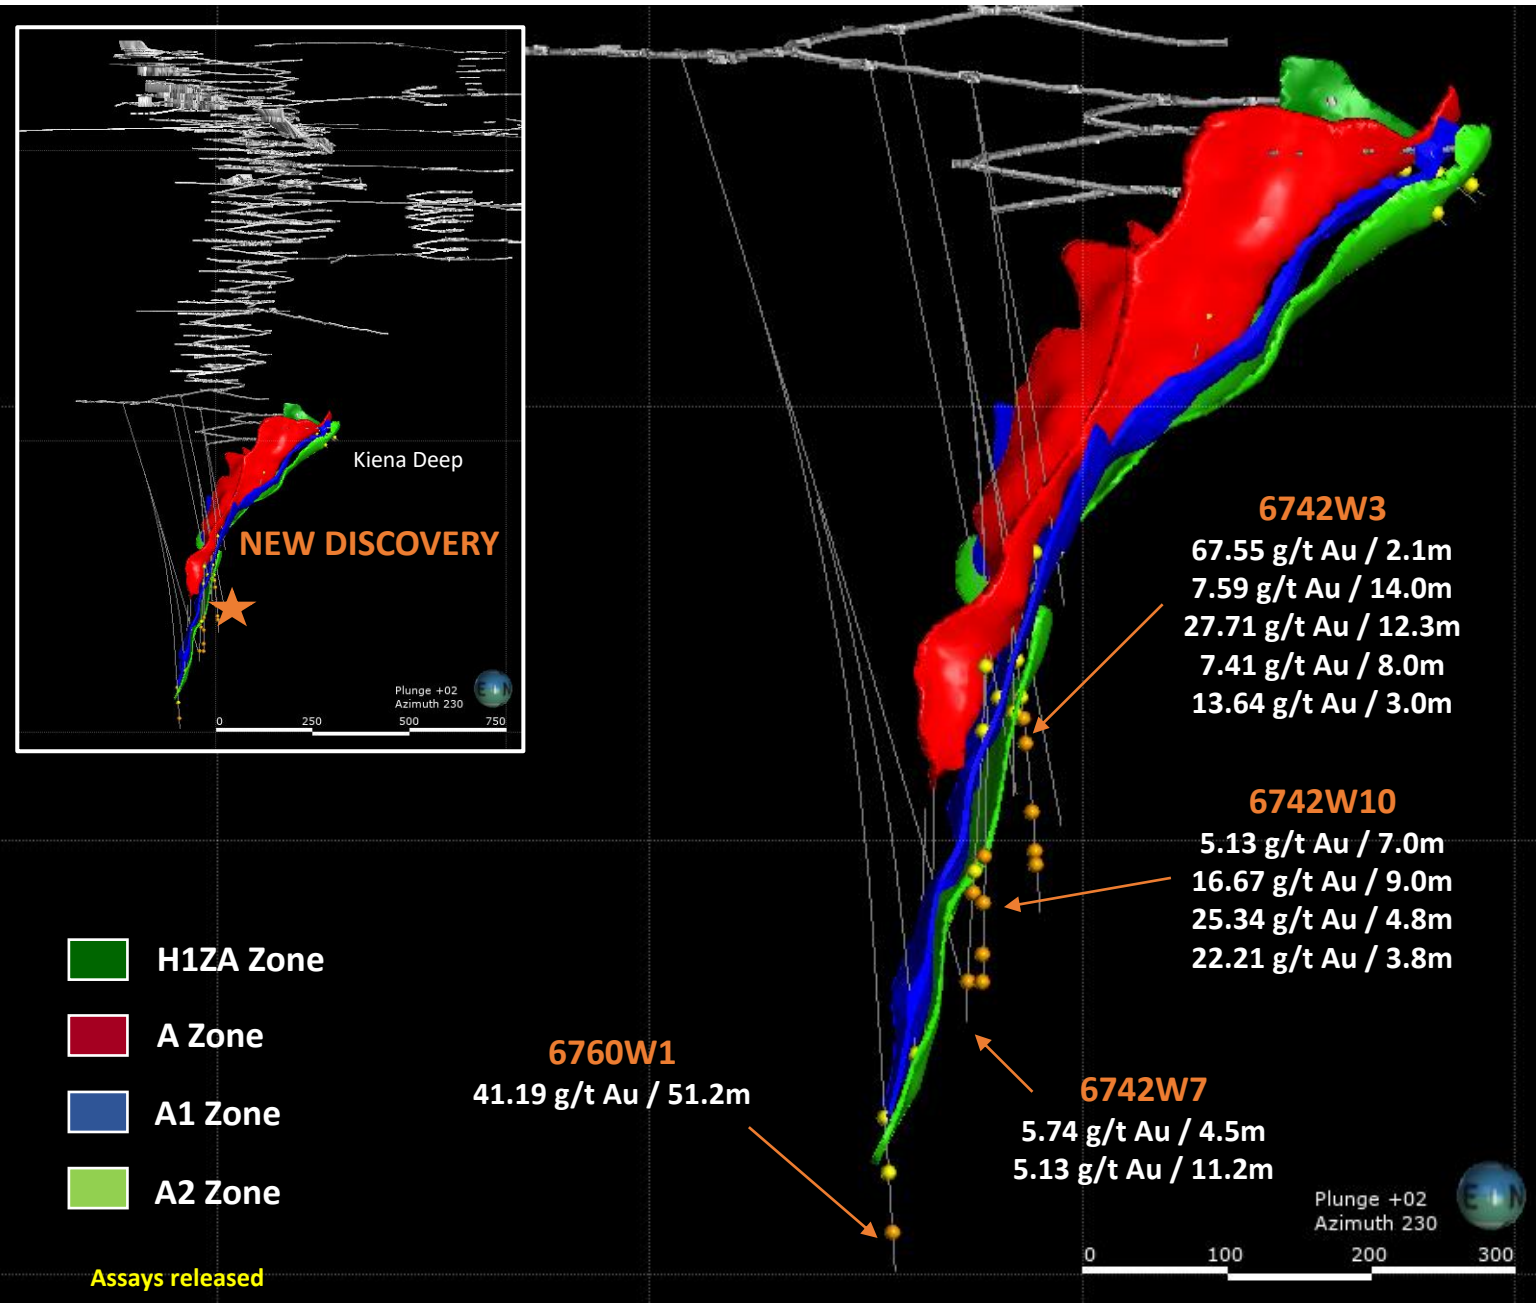 Kiena Deep
NEW DISCOVERY
Plunge +02
Azimuth 230
0 250 500 750
6742W3
67.55 g/t Au / 2.1m
7.59 g/t Au / 14.0m
27.71 g/t Au / 12.3m
7.41 g/t Au / 8.0m
13.64 g/t Au / 3.0m
6742W10
5.13 g/t Au / 7.0m
16.67 g/t Au / 9.0m
25.34 g/t Au / 4.8m
22.21 g/t Au / 3.8m
H1ZA Zone
A Zone
A1 Zone
A2 Zone
6760W1
41.19 g/t Au / 51.2m
6742W7
5.74 g/t Au / 4.5m
5.13 g/t Au / 11.2m
Plunge +02
Azimuth 230
0 100 200 300
Assays released